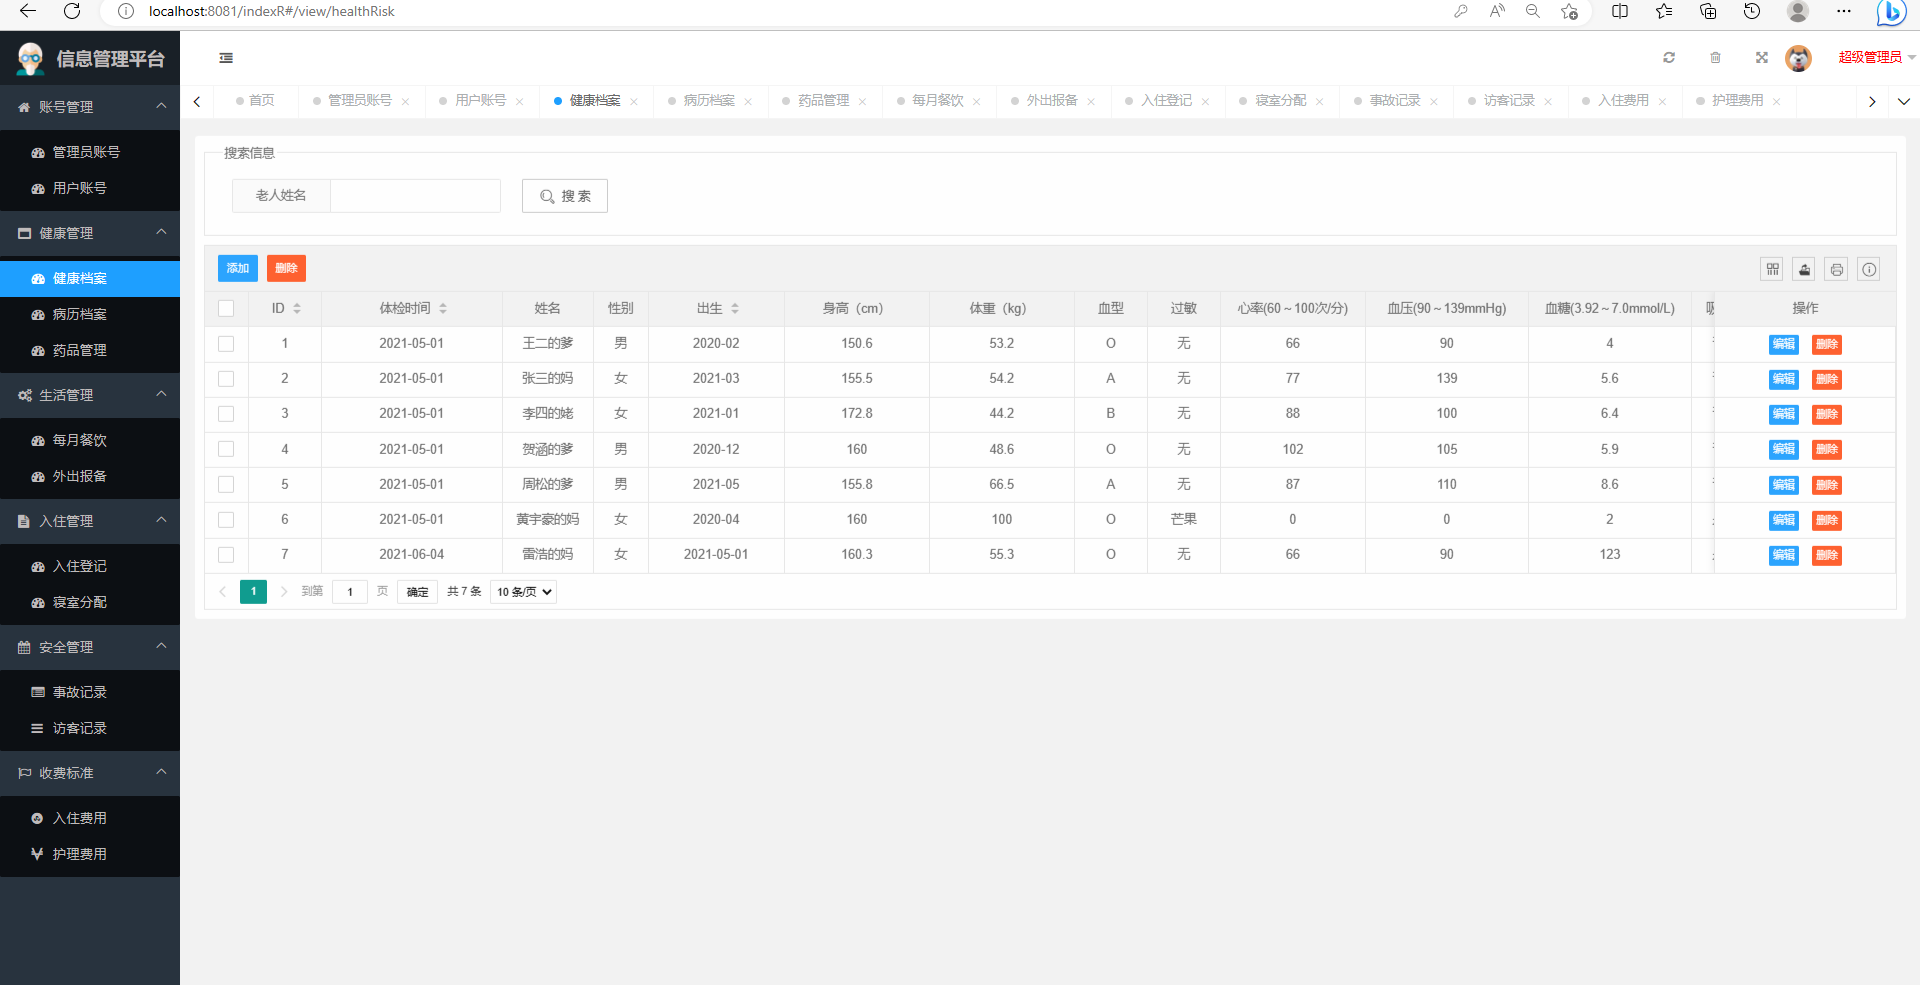 localhost:8081/indexR#/view/healthRisk
信息管理平台
超级管理员
账号管理
管理员账号
用户账号
健康管理
健康档案
病历档案
药品管理
生活管理
每月餐饮
外出报备
入住管理
入住登记
寝室分配
安全管理
事故记录
访客记录
收费标准
入住费用
护理费用
首页 管理员账号 用户账号 健康档案 病历档案 药品管理 每月餐饮 外出报备 入住登记 寝室分配 事故记录 访客记录 入住费用 护理费用
搜索信息
老人姓名 搜 索
添加 删除
ID 体检时间 姓名 性别 出生 身高（cm） 体重（kg） 血型 过敏 心率(60～100次/分) 血压(90～139mmHg) 血糖(3.92～7.0mmol/L) 操作
1 2021-05-01 王二的爹 男 2020-02 150.6 53.2 O 无 66 90 4 编辑 删除
2 2021-05-01 张三的妈 女 2021-03 155.5 54.2 A 无 77 139 5.6 编辑 删除
3 2021-05-01 李四的姥 女 2021-01 172.8 44.2 B 无 88 100 6.4 编辑 删除
4 2021-05-01 贺涵的爹 男 2020-12 160 48.6 O 无 102 105 5.9 编辑 删除
5 2021-05-01 周松的爹 男 2021-05 155.8 66.5 A 无 87 110 8.6 编辑 删除
6 2021-05-01 黄宇豪的妈 女 2020-04 160 100 O 芒果 0 0 2 编辑 删除
7 2021-06-04 雷浩的妈 女 2021-05-01 160.3 55.3 O 无 66 90 123 编辑 删除
1 到第 1 页 确定 共 7 条 10 条/页